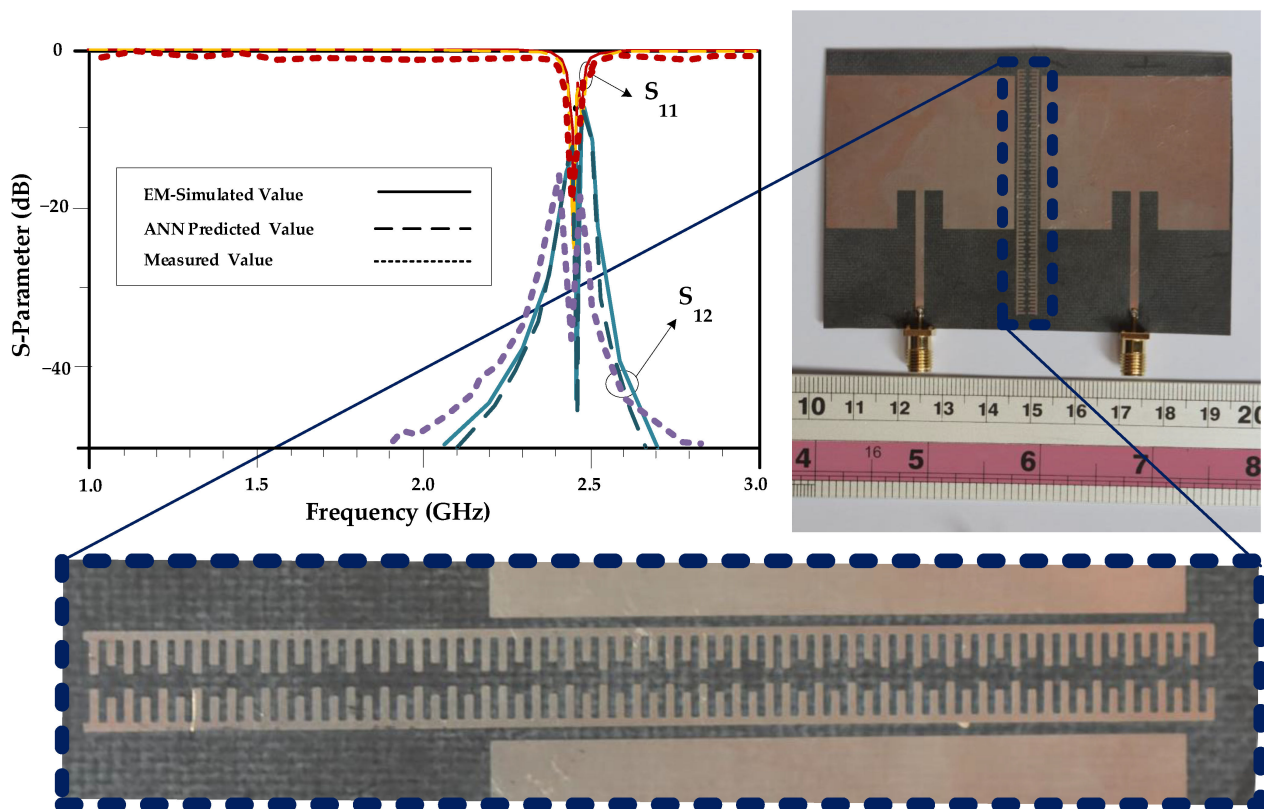 0
−20
−40
S-Parameter (dB)
S11
EM-Simulated Value
ANN Predicted Value
Measured Value
S12
1.0
1.5
2.0
2.5
3.0
Frequency (GHz)
10 11 12 13 14 15 16 17 18 19 20
4 16 5 6 7 8